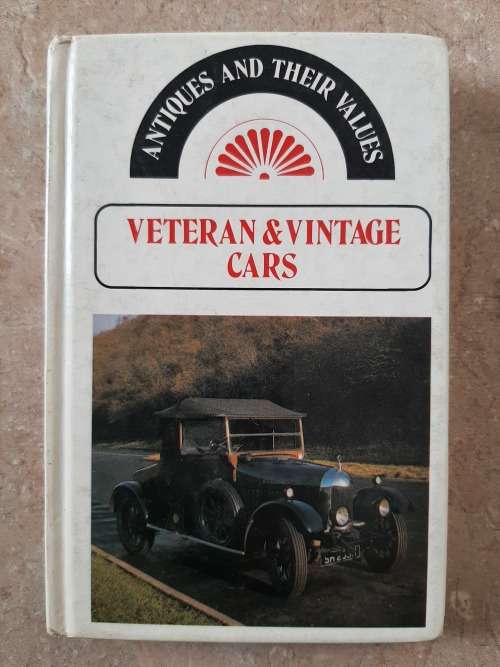 ANTIQUES AND THEIR VALUES
VETERAN & VINTAGE
CARS